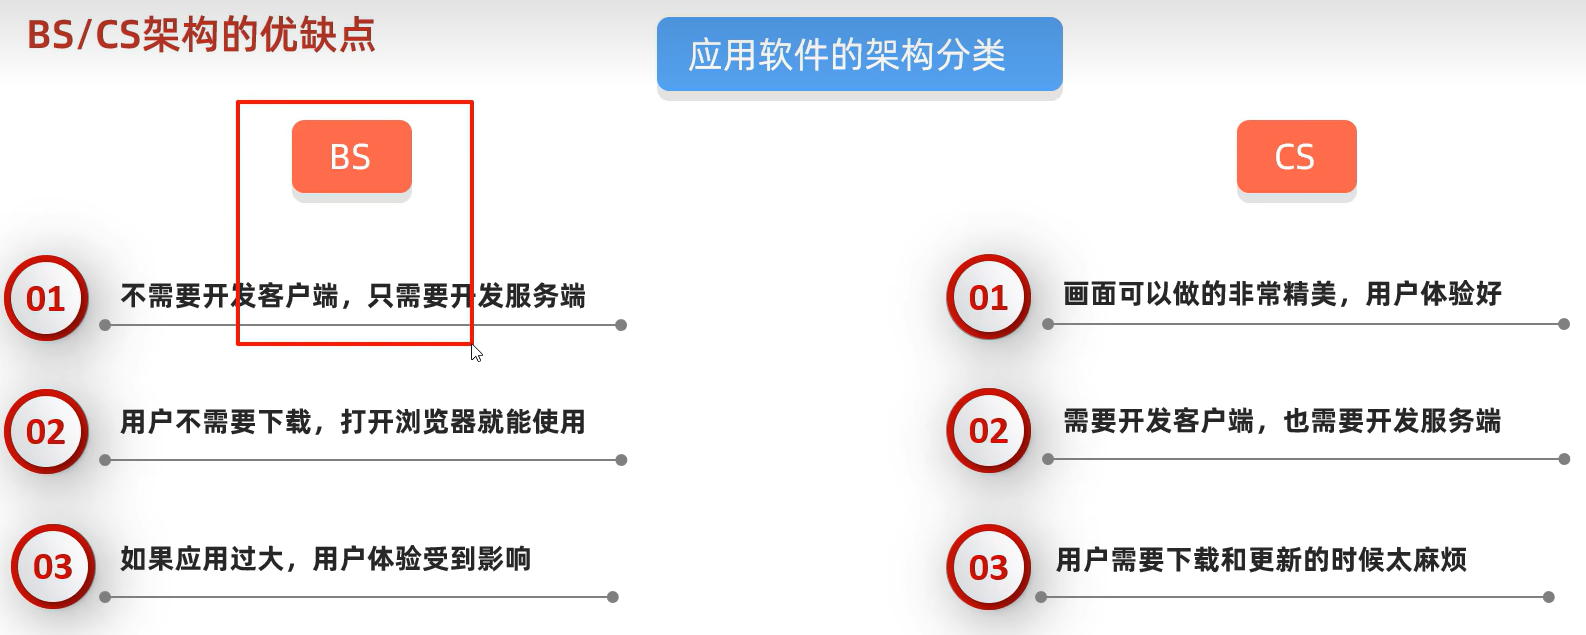 BS/CS架构的优缺点
应用软件的架构分类
BS
01
不需要开发客户端，只需要开发服务端
02
用户不需要下载，打开浏览器就能使用
03
如果应用过大，用户体验受到影响
CS
01
画面可以做的非常精美，用户体验好
02
需要开发客户端，也需要开发服务端
03
用户需要下载和更新的时候太麻烦